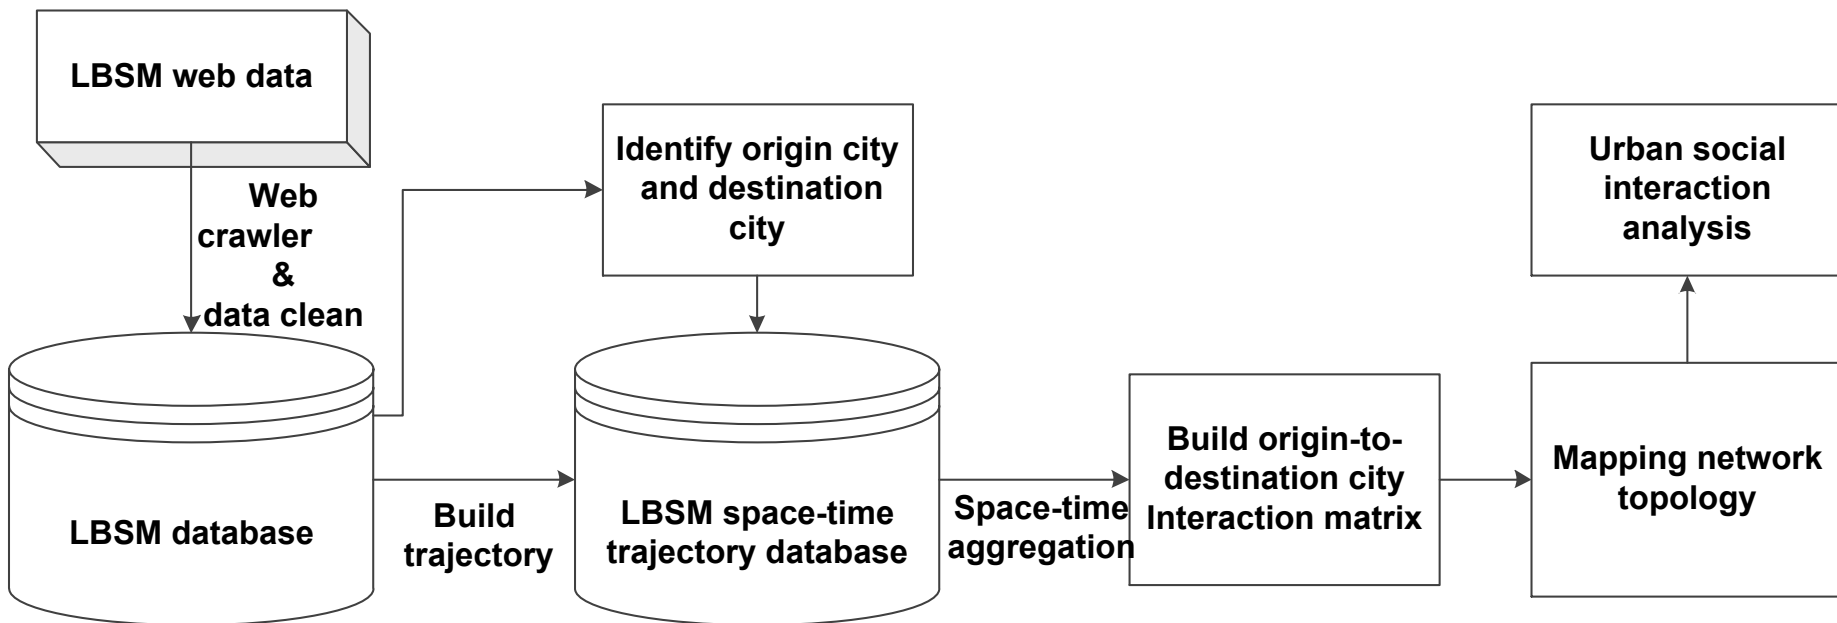 LBSM web data
Web
crawler
&
data clean
LBSM database
Build
trajectory
Identify origin city
and destination
city
LBSM space-time
trajectory database
Space-time
aggregation
Build origin-to-
destination city
Interaction matrix
Mapping network
topology
Urban social
interaction
analysis